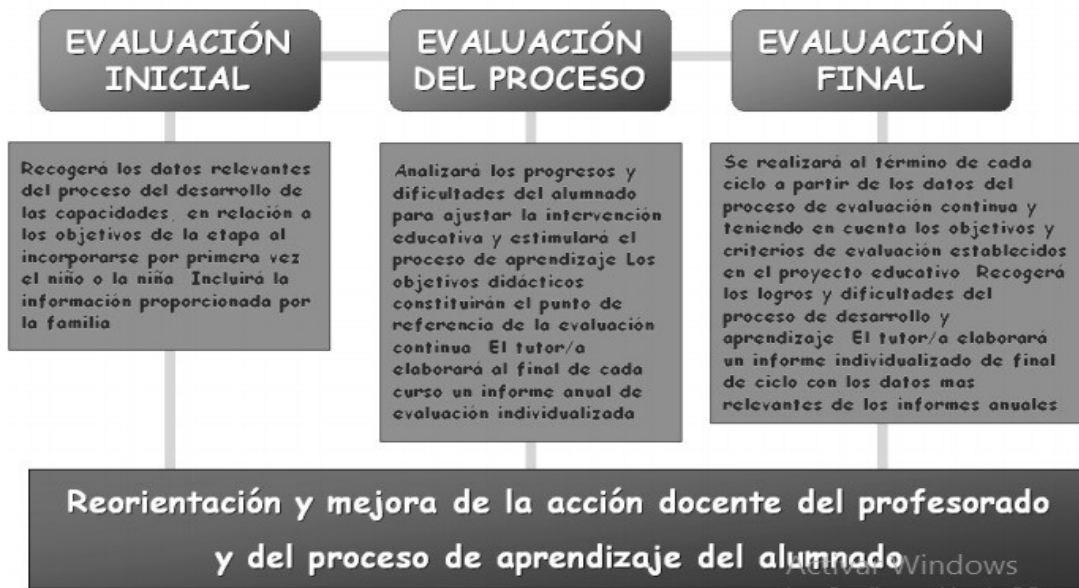 EVALUACIÓN
INICIAL
EVALUACIÓN
DEL PROCESO
EVALUACIÓN
FINAL
Recogerá los datos relevantes
del proceso del desarrollo de
las capacidades, en relación a
los objetivos de la etapa al
incorporarse por primera vez
el niño o la niña Incluirá la
información proporcionada por
la familia
Analizará los progresos y
dificultades del alumnado
para ajustar la intervención
educativa y estimulará el
proceso de aprendizaje Los
objetivos didácticos
constituirán el punto de
referencia de la evaluación
continua El tutor/a
elaborará al final de cada
curso un informe anual de
evaluación individualizada
Se realizará al término de cada
ciclo a partir de los datos del
proceso de evaluación continua y
teniendo en cuenta los objetivos y
criterios de evaluación establecidos
en el proyecto educativo Recogerá
los logros y dificultades del
proceso de desarrollo y
aprendizaje El tutor/a elaborará
un informe individualizado de final
de ciclo con los datos mas
relevantes de los informes anuales
Reorientación y mejora de la acción docente del profesorado
y del proceso de aprendizaje del alumnado
Activar Windows